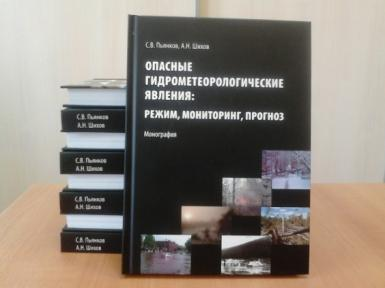 С.В. Пьянков, А.Н. Шихов
ОПАСНЫЕ
ГИДРОМЕТЕОРОЛОГИЧЕСКИЕ
ЯВЛЕНИЯ:
РЕЖИМ, МОНИТОРИНГ, ПРОГНОЗ
Монография
С.В. Пьянков
А.Н. Шихов
С.В. Пьянков
А.Н. Шихов
С.В. Пьянков
А.Н. Шихов
С.В. Пьянков
А.Н. Шихов